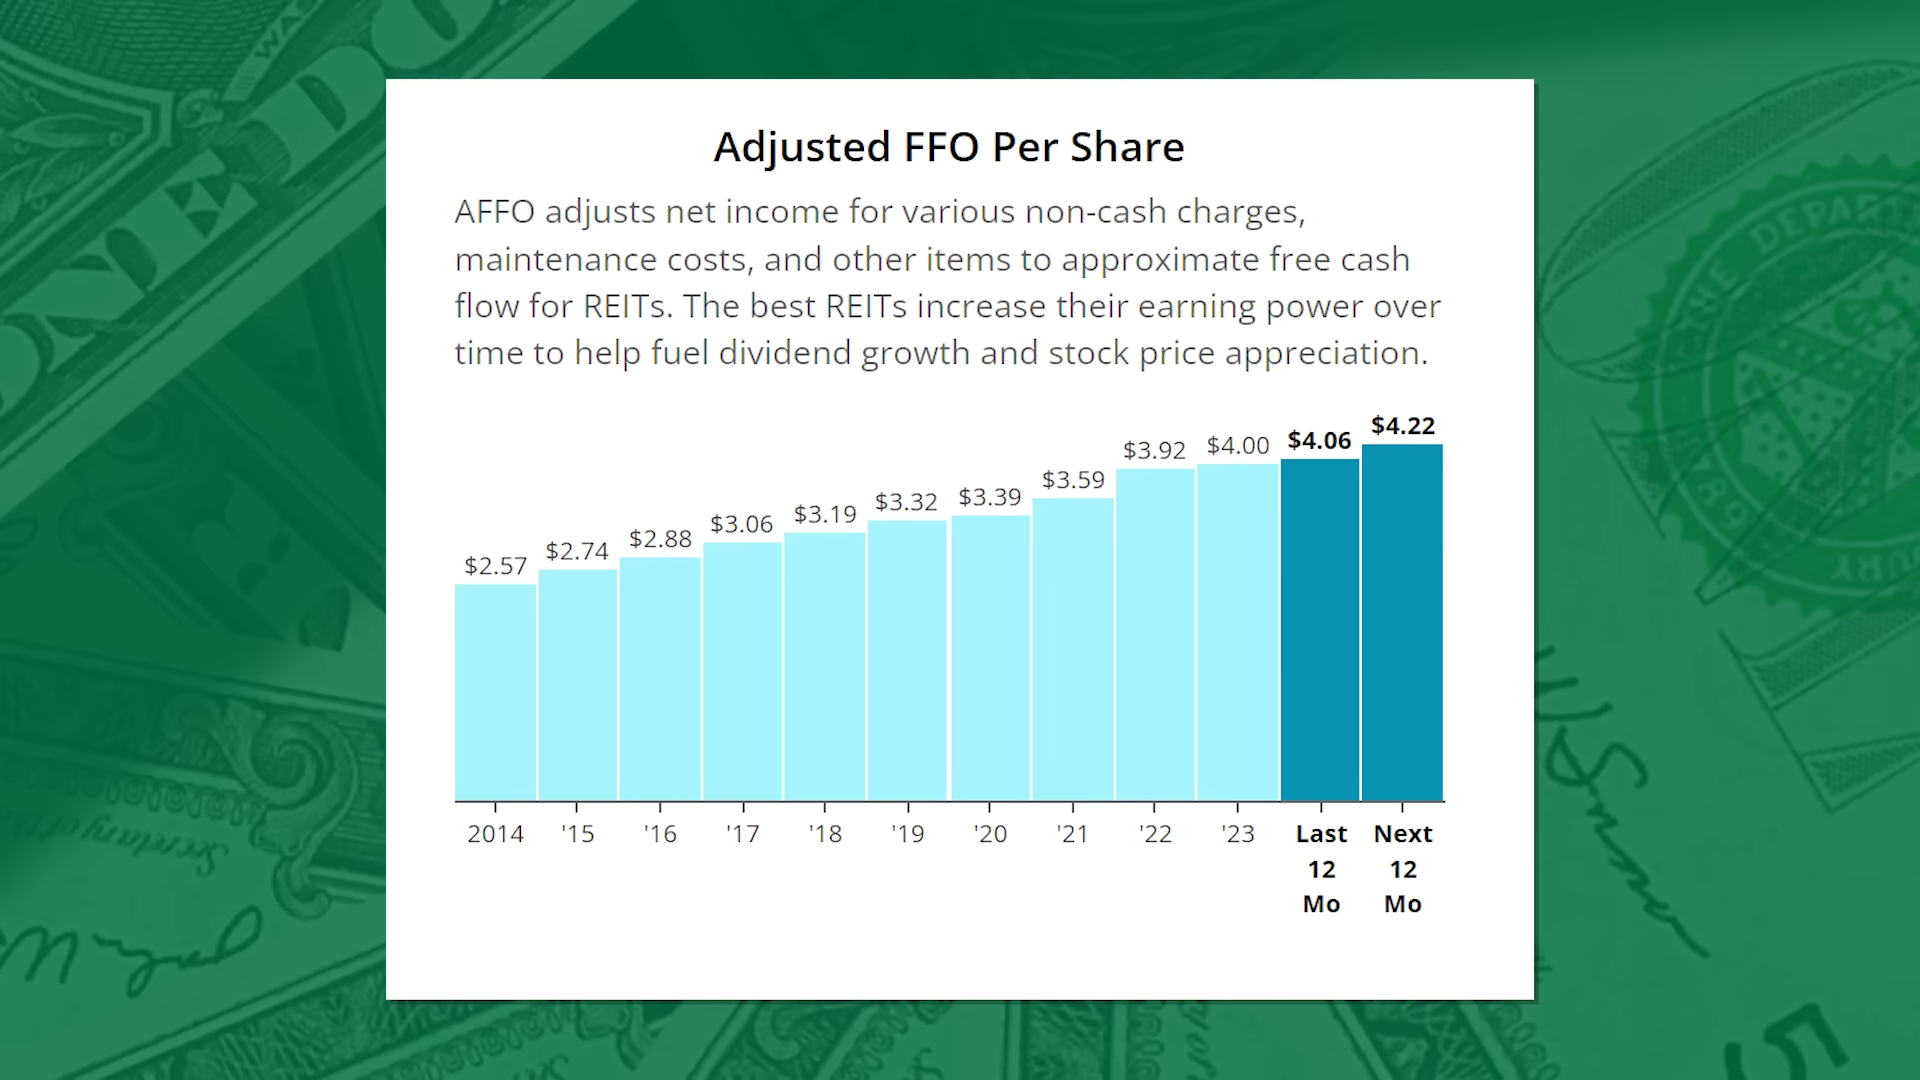 Adjusted FFO Per Share
AFFO adjusts net income for various non-cash charges,
maintenance costs, and other items to approximate free cash
flow for REITs. The best REITs increase their earning power over
time to help fuel dividend growth and stock price appreciation.
$2.57 $2.74 $2.88 $3.06 $3.19 $3.32 $3.39 $3.59 $3.92 $4.00 $4.06 $4.22
2014 '15 '16 '17 '18 '19 '20 '21 '22 '23 Last Next
12 12
Mo Mo